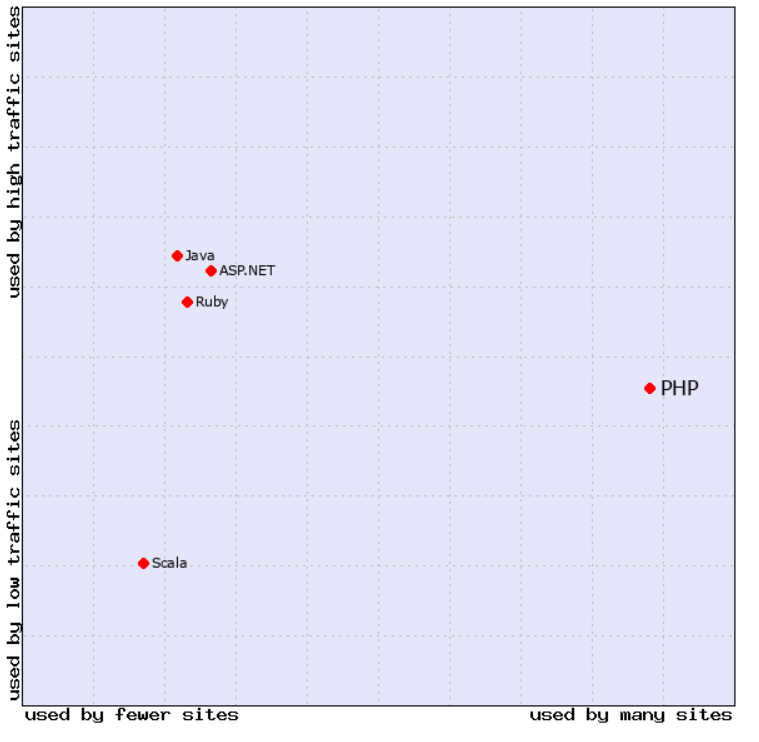 used by high traffic sites
Java
ASP.NET
Ruby
PHP
used by low traffic sites
Scala
used by fewer sites
used by many sites